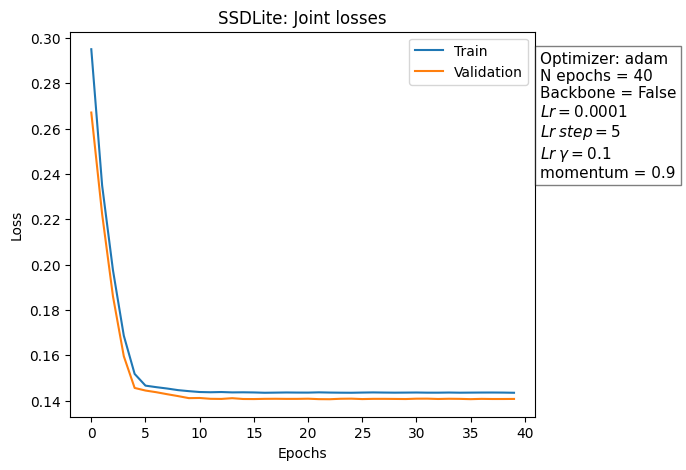 SSDLite: Joint losses
Train
Validation
Optimizer: adam
N epochs = 40
Backbone = False
Lr = 0.0001
Lr step = 5
Lr γ = 0.1
momentum = 0.9
Loss
0.30
0.28
0.26
0.24
0.22
0.20
0.18
0.16
0.14
0 5 10 15 20 25 30 35 40
Epochs